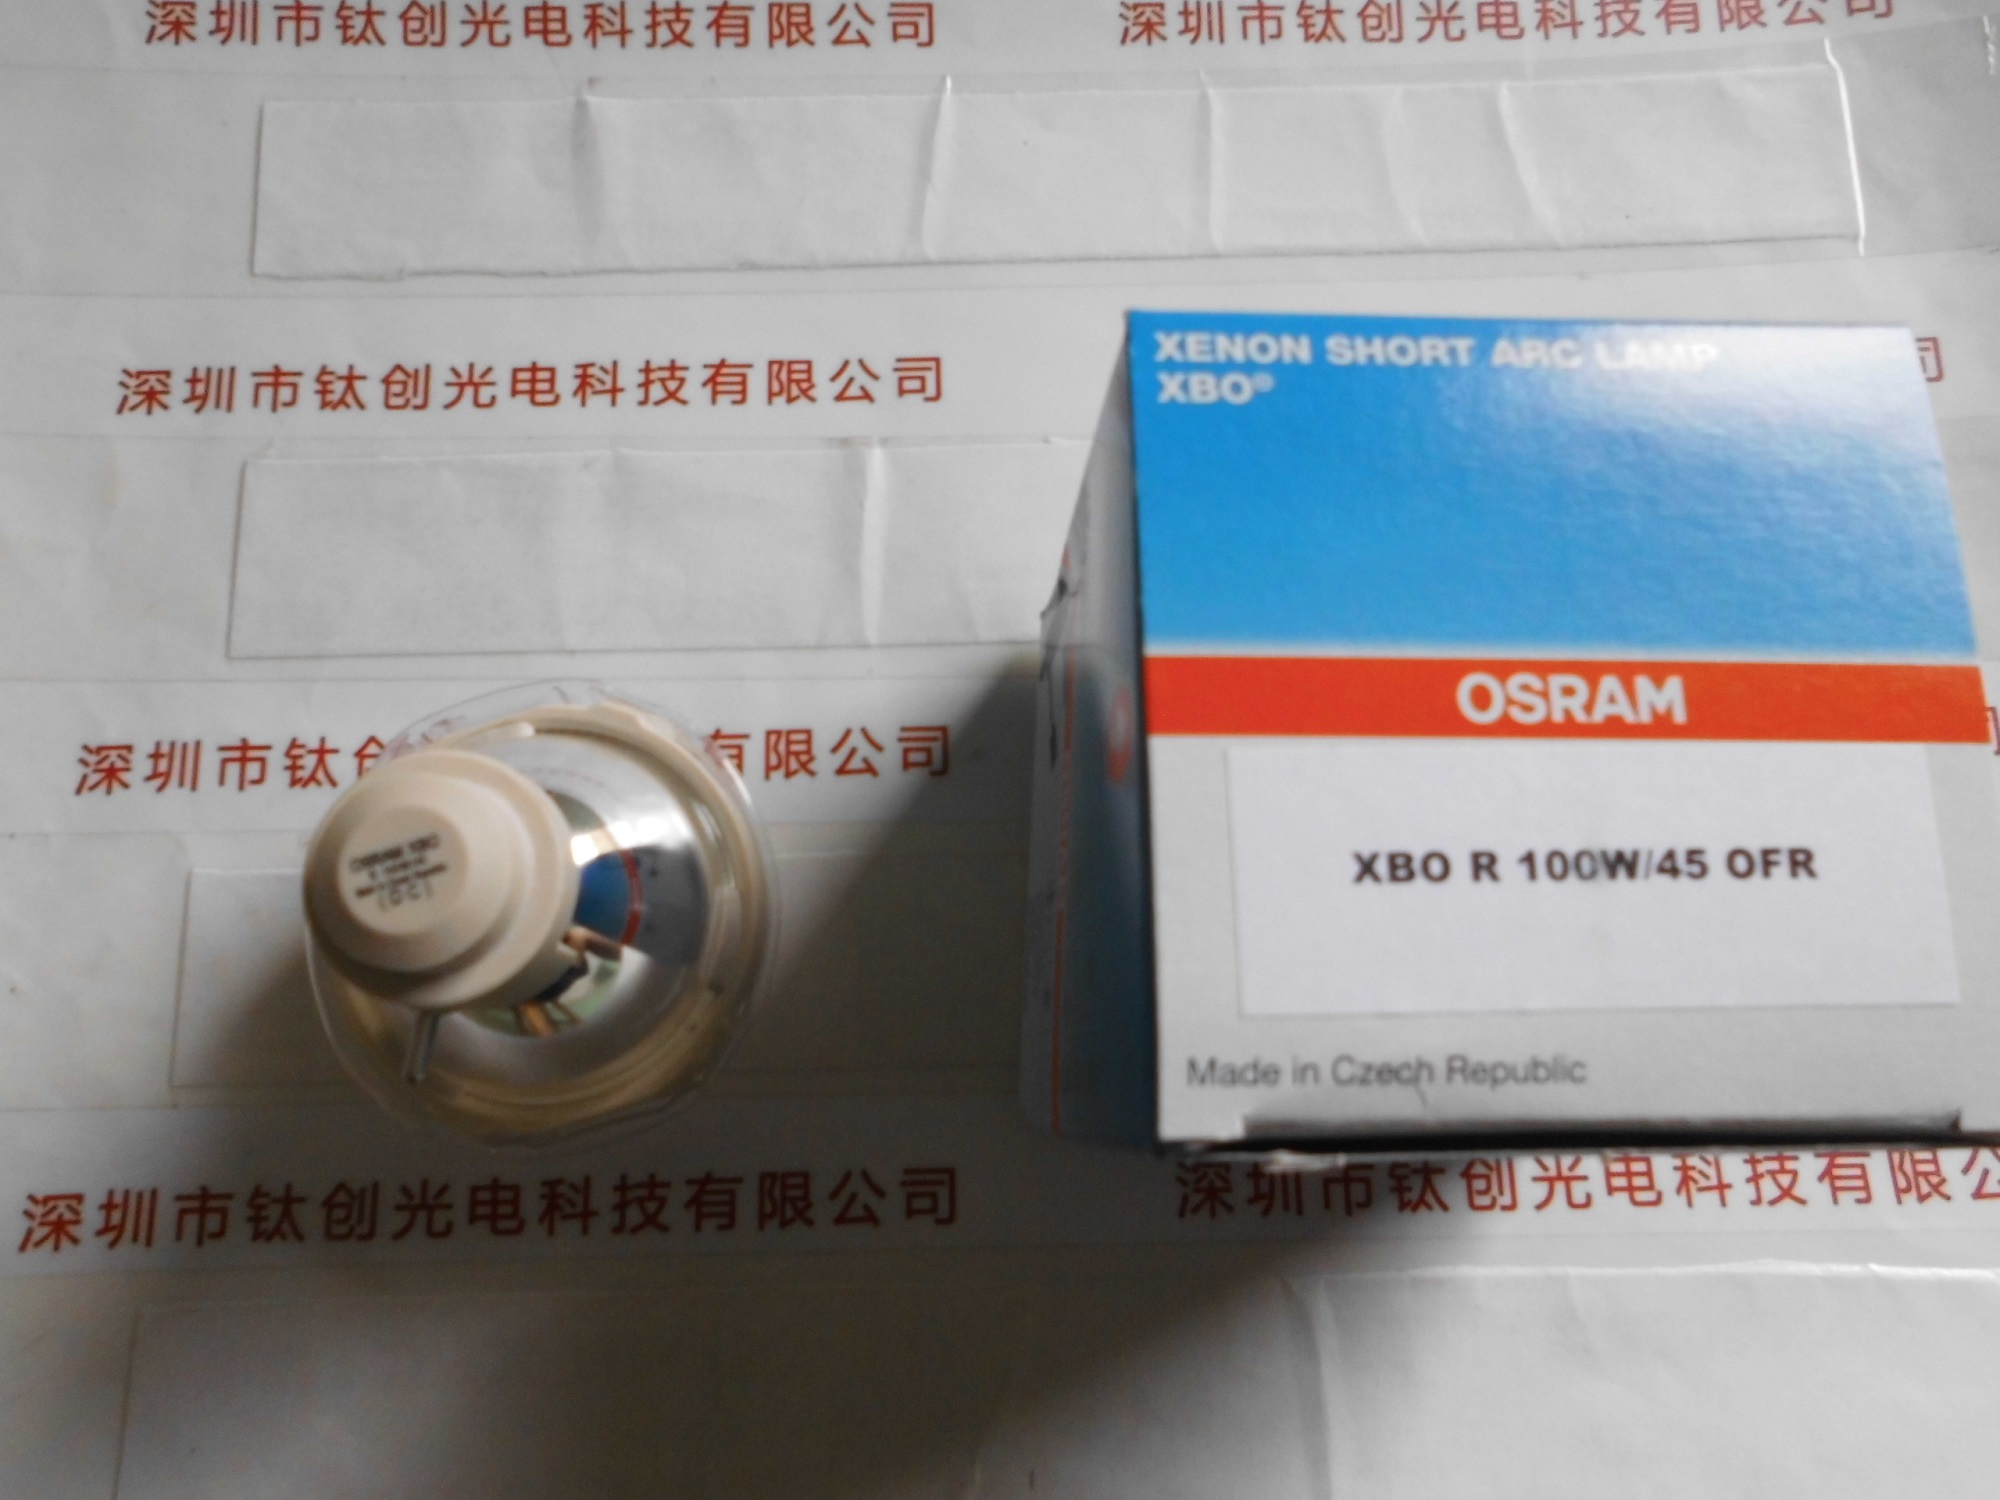 深圳市钛创光电科技有限公司 深圳市钛创光电科技有限公司
XENON SHORT ARC LAMP
XBO®
深圳市钛创光电科技有限公司 司
OSRAM
深圳市钛 有限公司
XBO R 100W/45 OFR
OSRAM XBO
Made in Czech Republic
深圳市钛创光电科技有限公司 深圳市钛创光电科技有限公